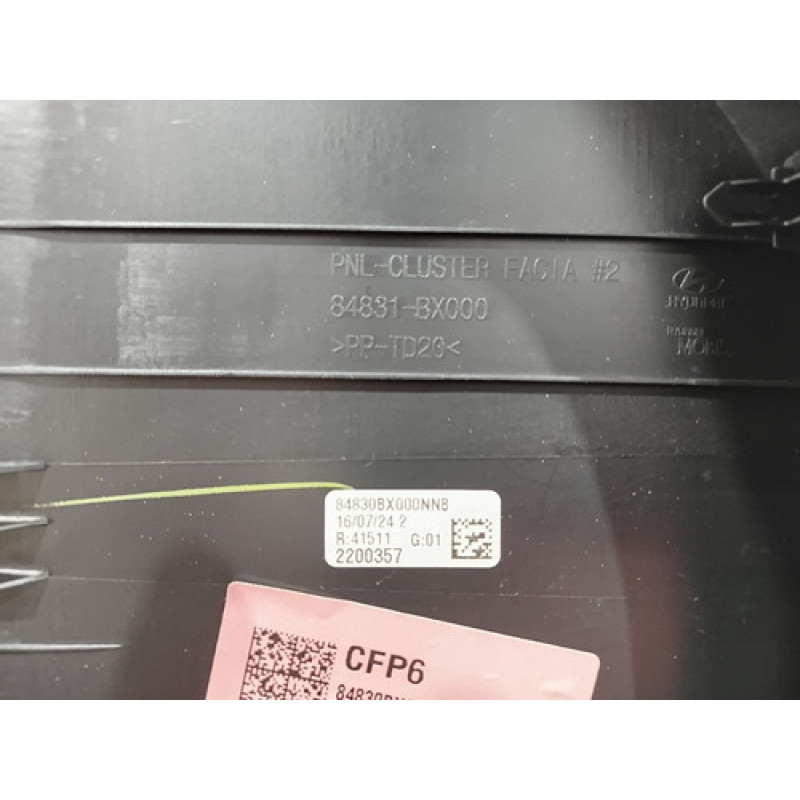 PNL-CLUSTER FACIA #2
84831-BX000
>PP-TD20<
HYUNDAI
HYUNDAI
MOBIS
84830BX000NNB
16/07/24 2
R:41511 G:01
2200357
CFP6